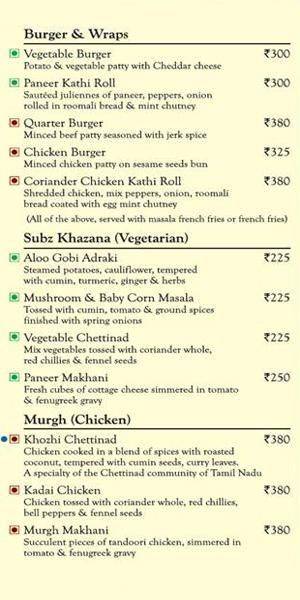 Burger & Wraps
Vegetable Burger ₹300
Potato & vegetable patty with Cheddar cheese
Paneer Kathi Roll ₹300
Sautéed juliennes of paneer, peppers, onion
rolled in roomali bread & mint chutney
Quarter Burger ₹380
Minced beef patty seasoned with jerk spice
Chicken Burger ₹325
Minced chicken patty on sesame seeds bun
Coriander Chicken Kathi Roll ₹380
Shredded chicken, mix peppers, onion, roomali
bread coated with egg mint chutney
(All of the above, served with masala french fries or french fries)
Subz Khazana (Vegetarian)
Aloo Gobi Adraki ₹225
Steamed potatoes, cauliflower, tempered
with cumin, turmeric, ginger & herbs
Mushroom & Baby Corn Masala ₹225
Tossed with cumin, tomato & ground spices
finished with spring onions
Vegetable Chettinad ₹225
Mix vegetables tossed with coriander whole,
red chillies & fennel seeds
Paneer Makhani ₹250
Fresh cubes of cottage cheese simmered in tomato
& fenugreek gravy
Murgh (Chicken)
Khozhi Chettinad ₹380
Chicken cooked in a blend of spices with roasted
coconut, tempered with cumin seeds, curry leaves.
A specialty of the Chettinad community of Tamil Nadu
Kadai Chicken ₹380
Chicken tossed with coriander whole, red chillies,
bell peppers & fennel seeds
Murgh Makhani ₹380
Succulent pieces of tandoori chicken, simmered in
tomato & fenugreek gravy